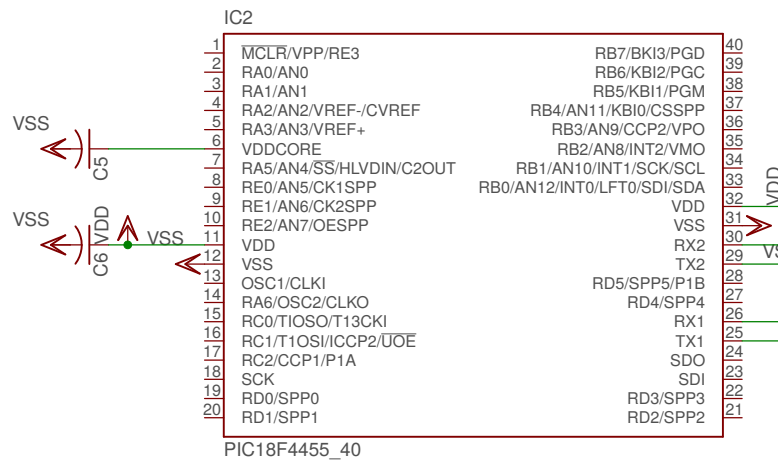 IC2
1 MCLR/VPP/RE3 RB7/BKI3/PGD 40
2 RA0/AN0 RB6/KBI2/PGC 39
3 RA1/AN1 RB5/KBI1/PGM 38
4 RA2/AN2/VREF-/CVREF RB4/AN11/KBI0/CSSPP 37
VSS
5 RA3/AN3/VREF+ RB3/AN9/CCP2/VPO 36
6 VDDCORE RB2/AN8/INT2/VMO 35
C5
7 RA5/AN4/SS/HLVDIN/C2OUT RB1/AN10/INT1/SCK/SCL 34
8 RE0/AN5/CK1SPP RB0/AN12/INT0/LFT0/SDI/SDA 33
VDD
9 RE1/AN6/CK2SPP VDD 32
VSS
VDD
10 RE2/AN7/OESPP VSS 31
VSS
11 VDD RX2 30
VS
C6
12 VSS TX2 29
13 OSC1/CLKI RD5/SPP5/P1B 28
14 RA6/OSC2/CLKO RD4/SPP4 27
15 RC0/TIOSO/T13CKI RX1 26
16 RC1/T1OSI/ICCP2/UOE TX1 25
17 RC2/CCP1/P1A SDO 24
18 SCK SDI 23
19 RD0/SPP0 RD3/SPP3 22
20 RD1/SPP1 RD2/SPP2 21
PIC18F4455_40